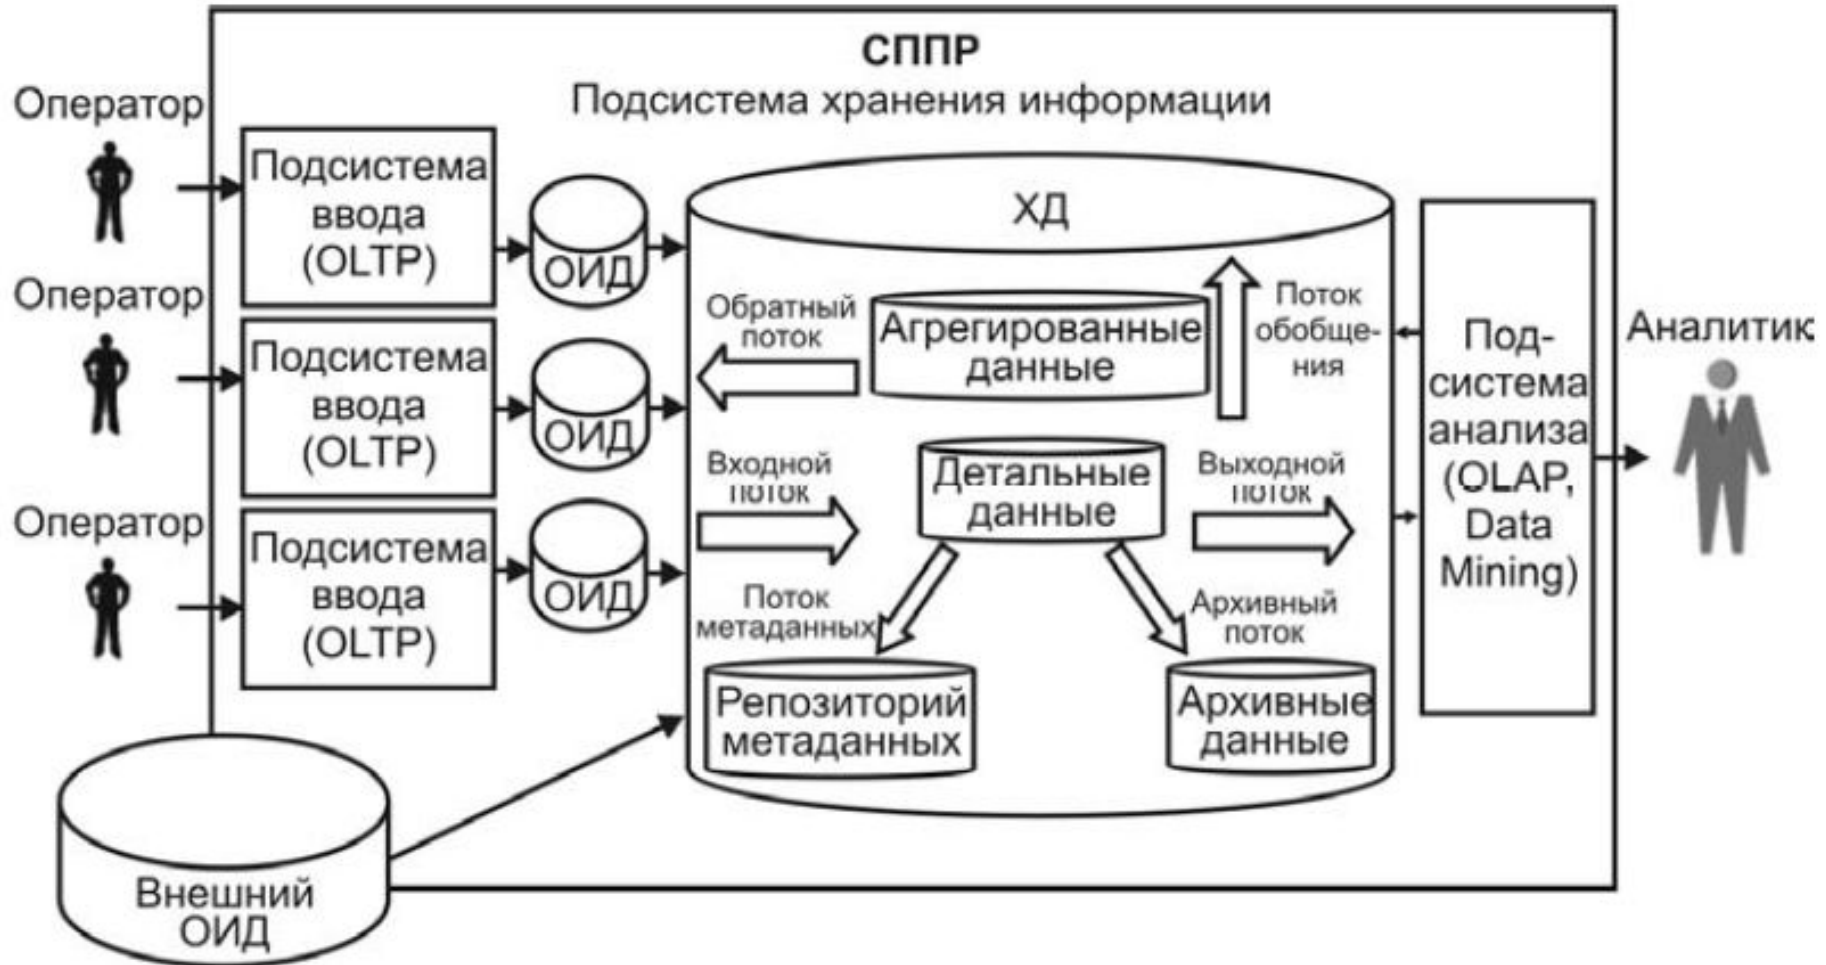 СППР
Подсистема хранения информации
Оператор
Подсистема
ввода
(OLTP)
ОИД
Оператор
Подсистема
ввода
(OLTP)
ОИД
Оператор
Подсистема
ввода
(OLTP)
ОИД
Внешний
ОИД
ХД
Обратный
поток
Агрегированные
данные
Поток
обобще-
ния
Входной
поток
Детальные
данные
Выходной
поток
Поток
метаданных
Архивный
поток
Репозиторий
метаданных
Архивные
данные
Под-
система
анализа
(OLAP,
Data
Mining)
Аналитик